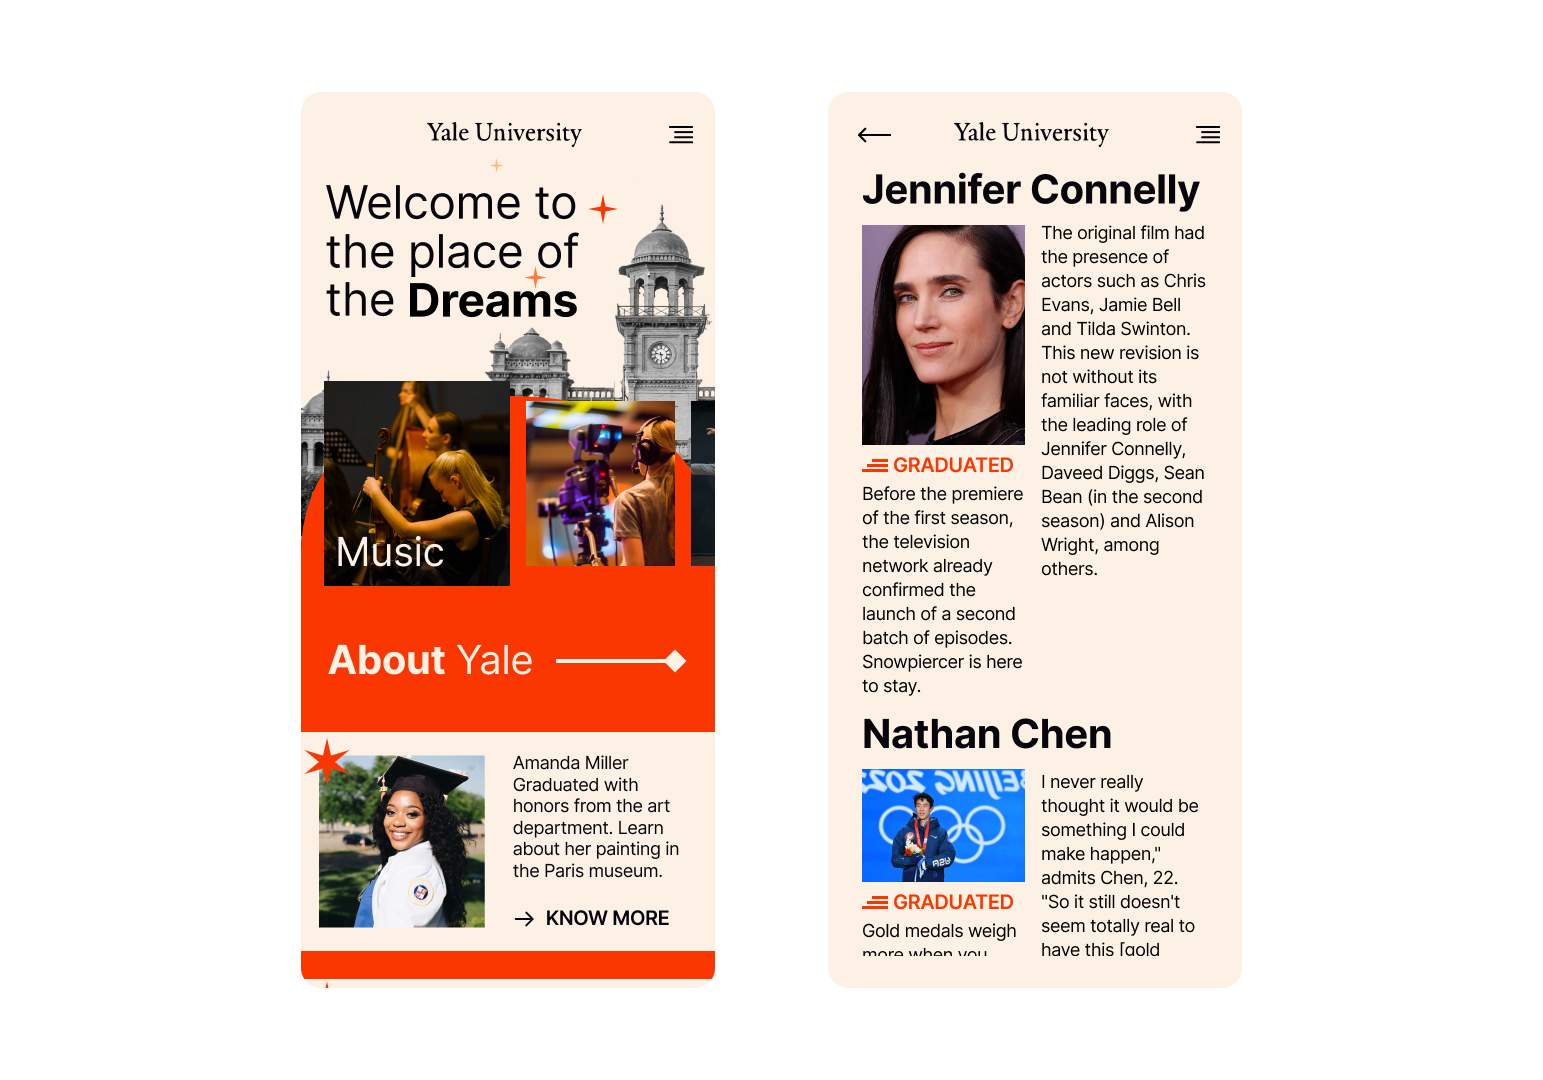 Yale University
Welcome to
the place of
the Dreams
Music
About Yale
Amanda Miller
Graduated with
honors from the art
department. Learn
about her painting in
the Paris museum.
KNOW MORE
Yale University
Jennifer Connelly
GRADUATED
Before the premiere
of the first season,
the television
network already
confirmed the
launch of a second
batch of episodes.
Snowpiercer is here
to stay.
The original film had
the presence of
actors such as Chris
Evans, Jamie Bell
and Tilda Swinton.
This new revision is
not without its
familiar faces, with
the leading role of
Jennifer Connelly,
Daveed Diggs, Sean
Bean (in the second
season) and Alison
Wright, among
others.
Nathan Chen
BEIJING 202
GRADUATED
Gold medals weigh
more when you
I never really
thought it would be
something I could
make happen,"
admits Chen, 22.
"So it still doesn't
seem totally real to
have this [gold